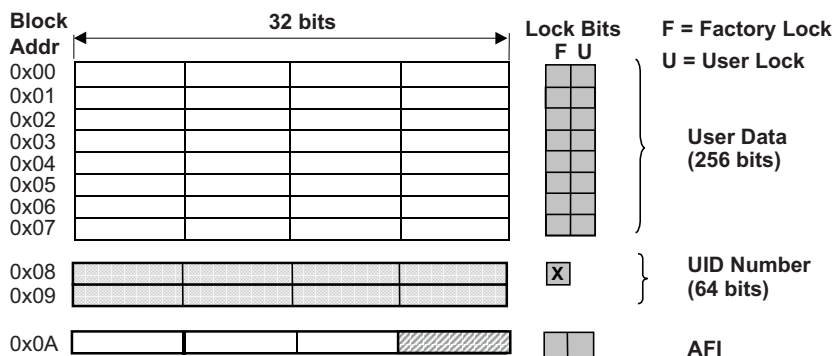 Block
Addr
32 bits
Lock Bits
F U
F = Factory Lock
U = User Lock
0x00
0x01
0x02
0x03
0x04
0x05
0x06
0x07
User Data
(256 bits)
0x08
0x09
X
UID Number
(64 bits)
0x0A
AFI